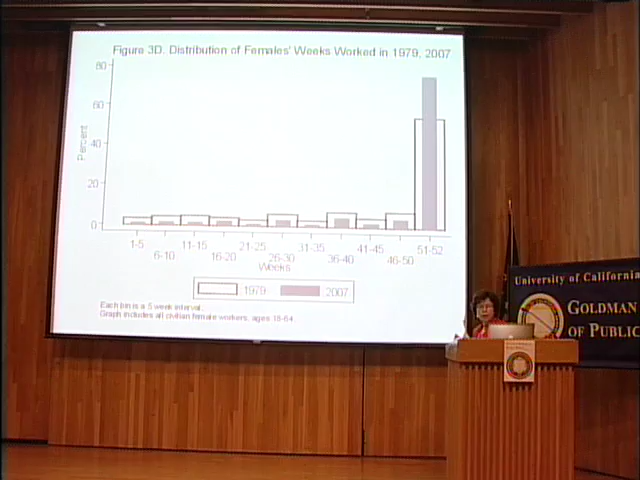 Figure 3D. Distribution of Females' Weeks Worked in 1979, 2007
Percent
80
60
40
20
0
1-5
6-10
11-15
16-20
21-25
26-30
31-35
36-40
41-45
46-50
51-52
Weeks
1979
2007
Each bin is a 5 week interval.
Graph includes all civilian female workers, ages 18-64.
University of California
GOLDMAN
OF PUBLIC